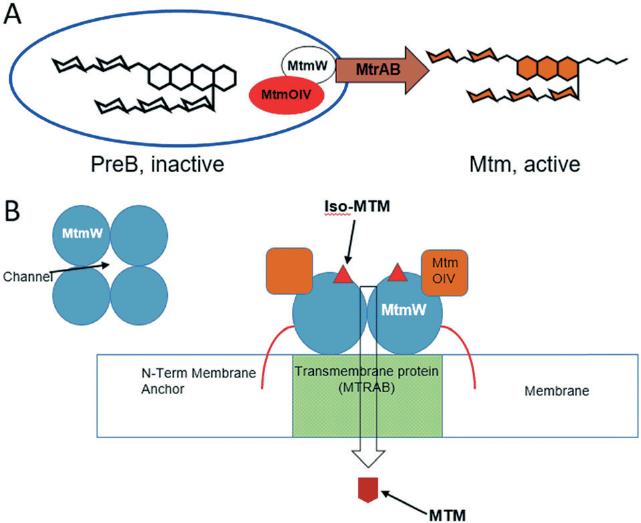 A
MtmW
MtmOIV
MtrAB
PreB, inactive
Mtm, active
B
MtmW
Channel
Iso-MTM
Mtm
OIV
MtmW
N-Term Membrane
Anchor
Transmembrane protein
(MTRAB)
Membrane
MTM